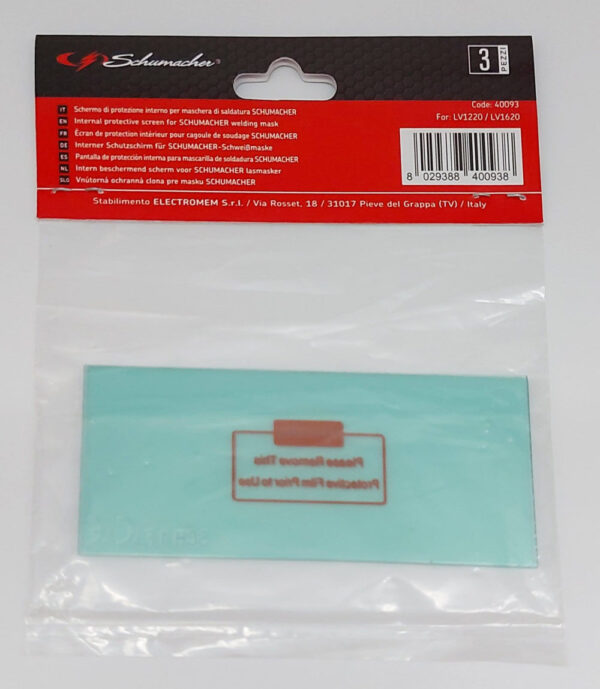 Schumacher®
3 PEZZI
IT Schermo di protezione interno per maschera di saldatura SCHUMACHER
EN Internal protective screen for SCHUMACHER welding mask
FR Écran de protection intérieur pour cagoule de soudage SCHUMACHER
DE Interner Schutzschirm für SCHUMACHER-Schweißmaske
ES Pantalla de protección interna para mascarilla de soldadura SCHUMACHER
NL Intern beschermend scherm voor SCHUMACHER lasmasker
SLO Vnútorná ochranná clona pre masku SCHUMACHER
Code: 40093
For: LV1220 / LV1620
8 029388 400938
Stabilimento ELECTROMEM S.r.l. / Via Rosset, 18 / 31017 Pieve del Grappa (TV) / Italy
Please Remove This
Protective Film Prior to Use